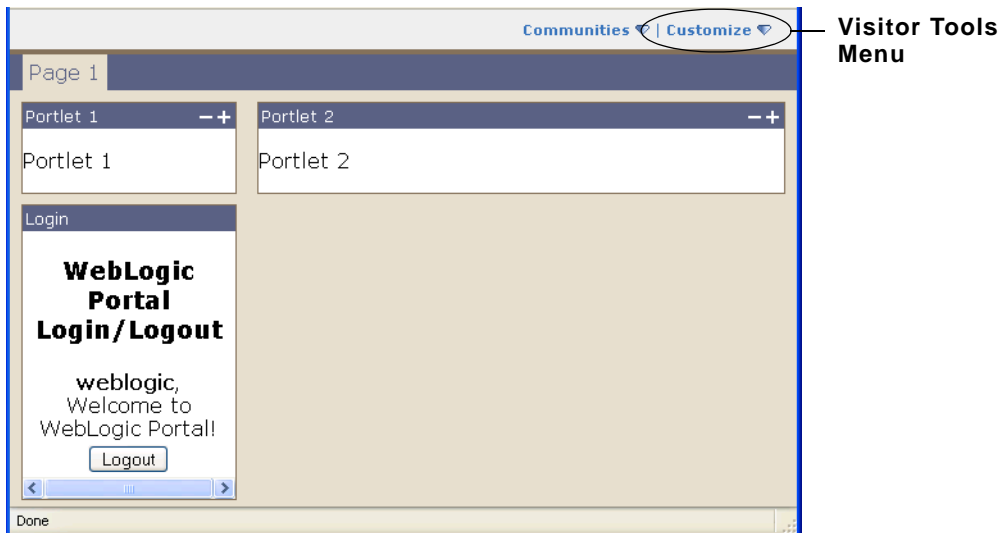 Communities | Customize
Visitor Tools
Menu
Page 1
Portlet 1
Portlet 2
Portlet 1
Portlet 2
Login
WebLogic
Portal
Login/Logout
weblogic,
Welcome to
WebLogic Portal!
Logout
Done